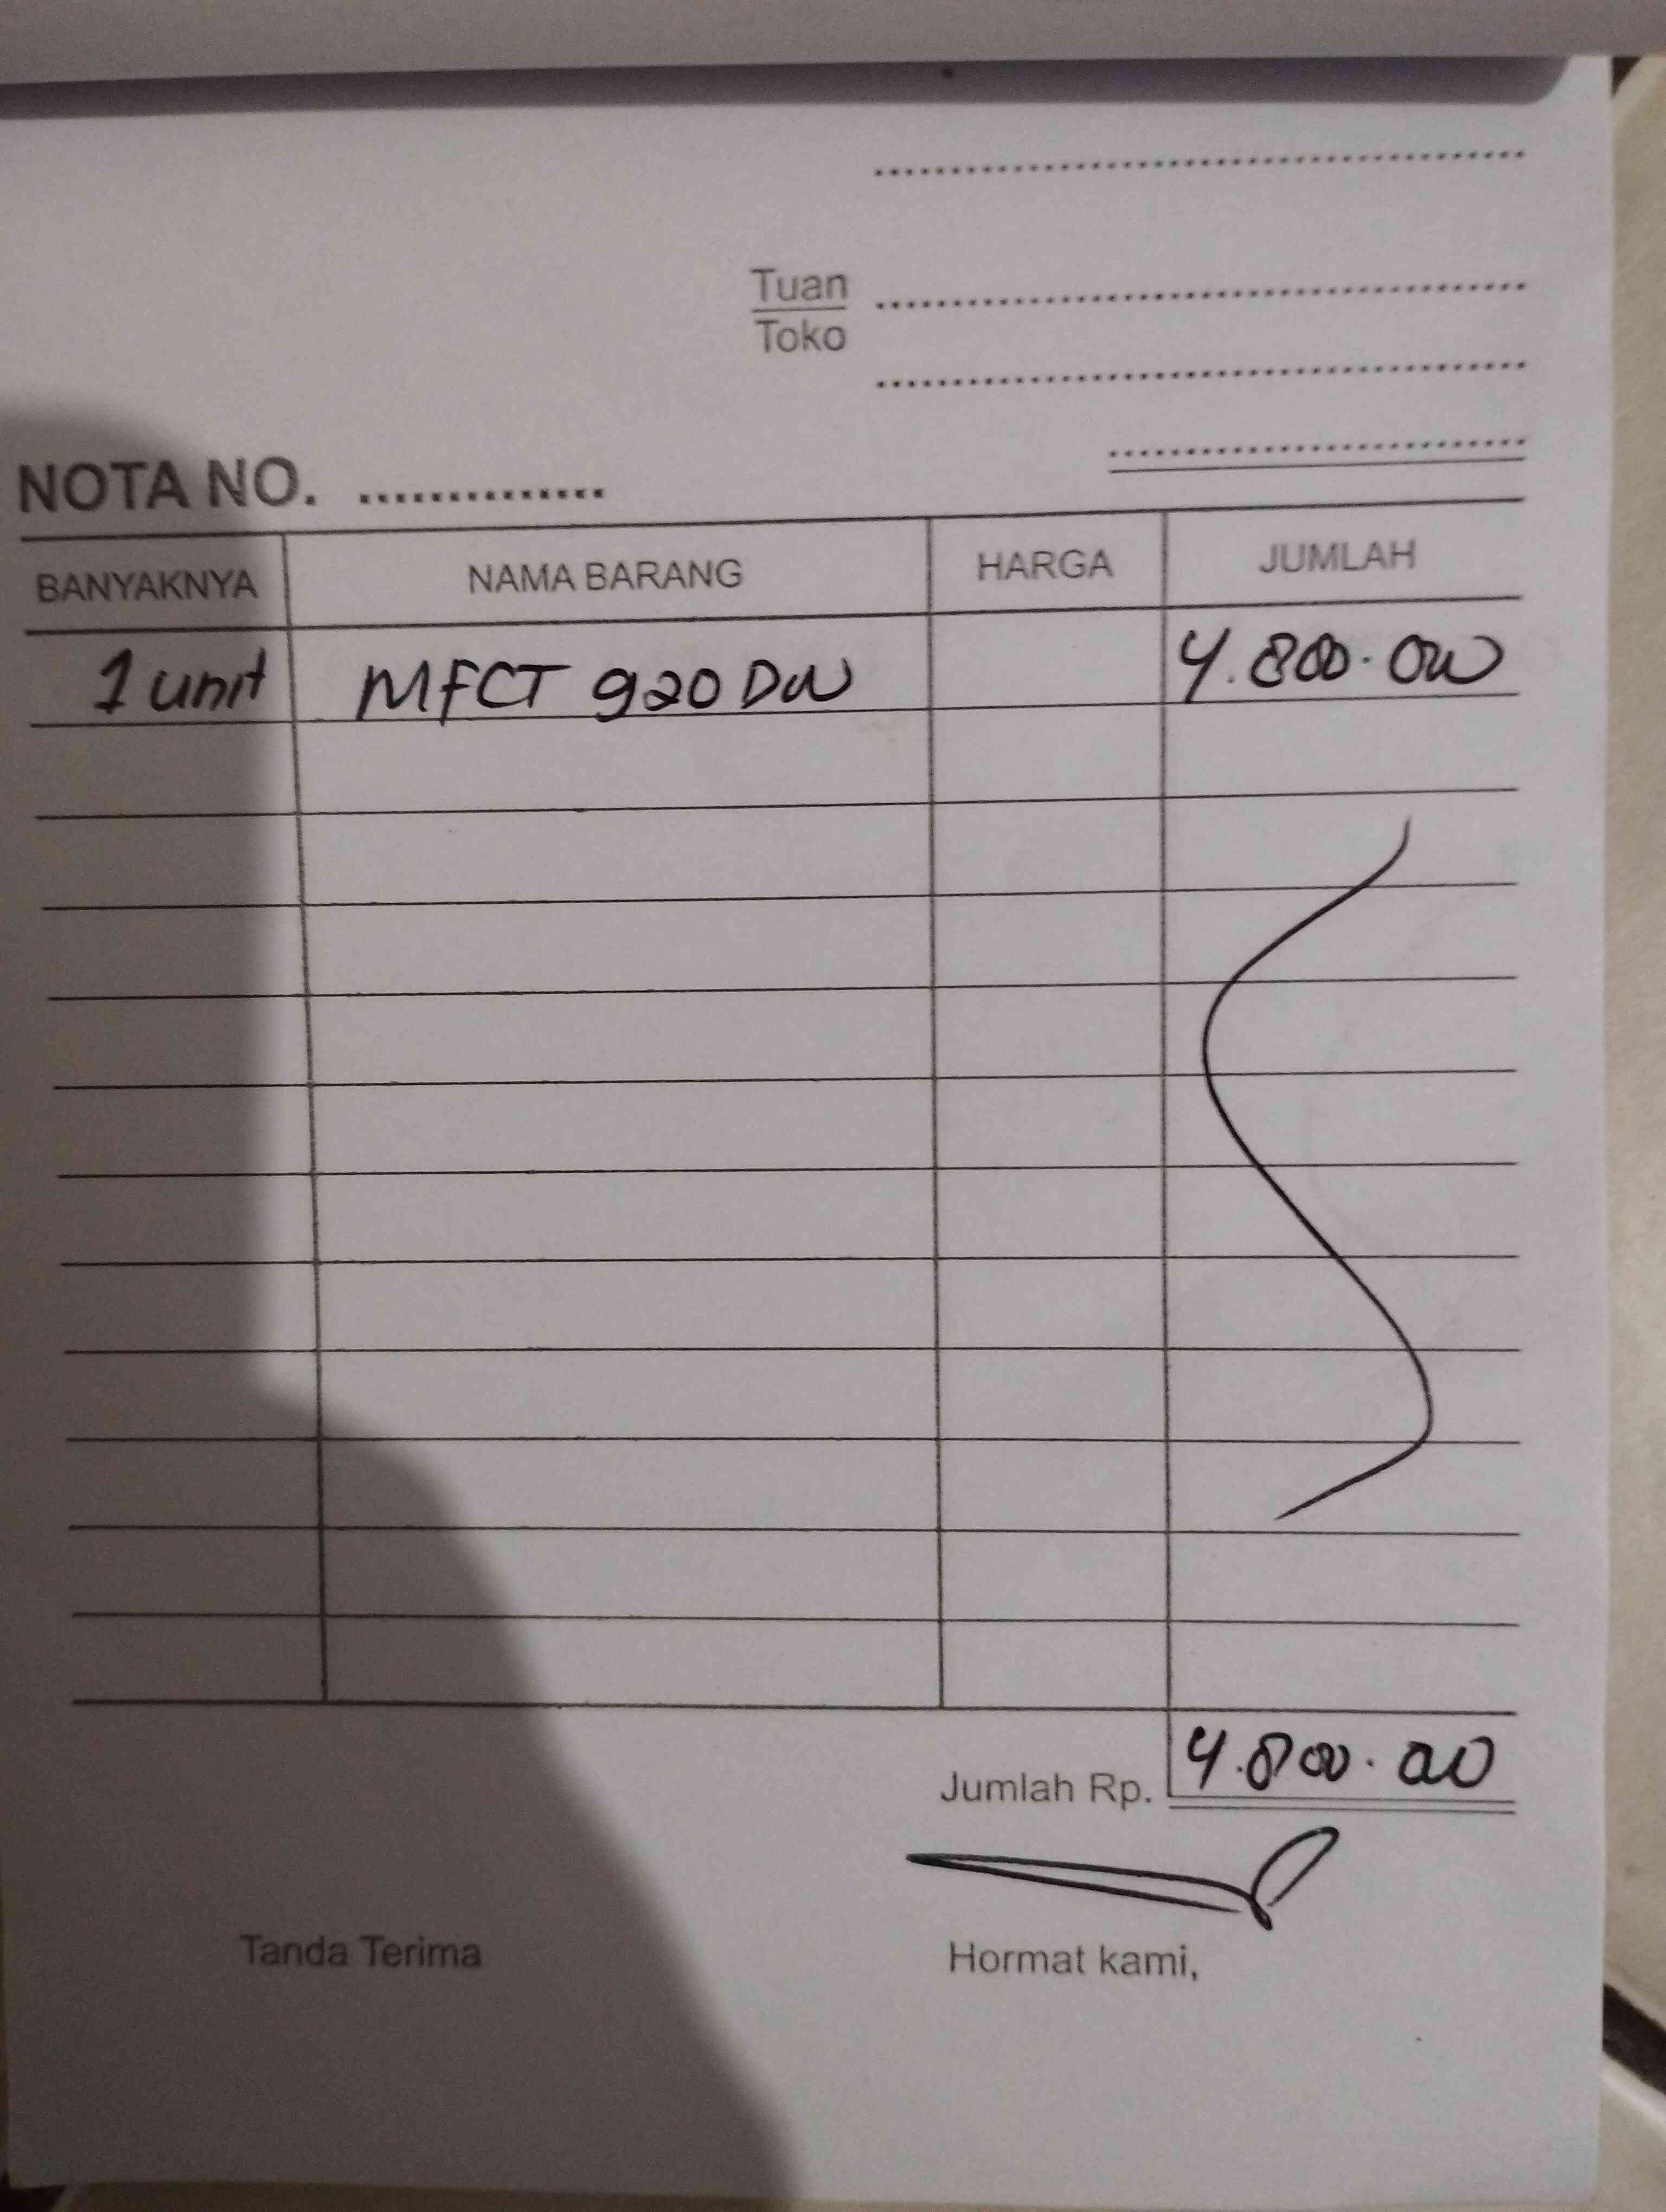 Tuan
Toko
NOTA NO. ..............
BANYAKNYA NAMA BARANG HARGA JUMLAH
1 unit MFCT 920 DW 4.800.000
Jumlah Rp. 4.800.000
Tanda Terima Hormat kami,